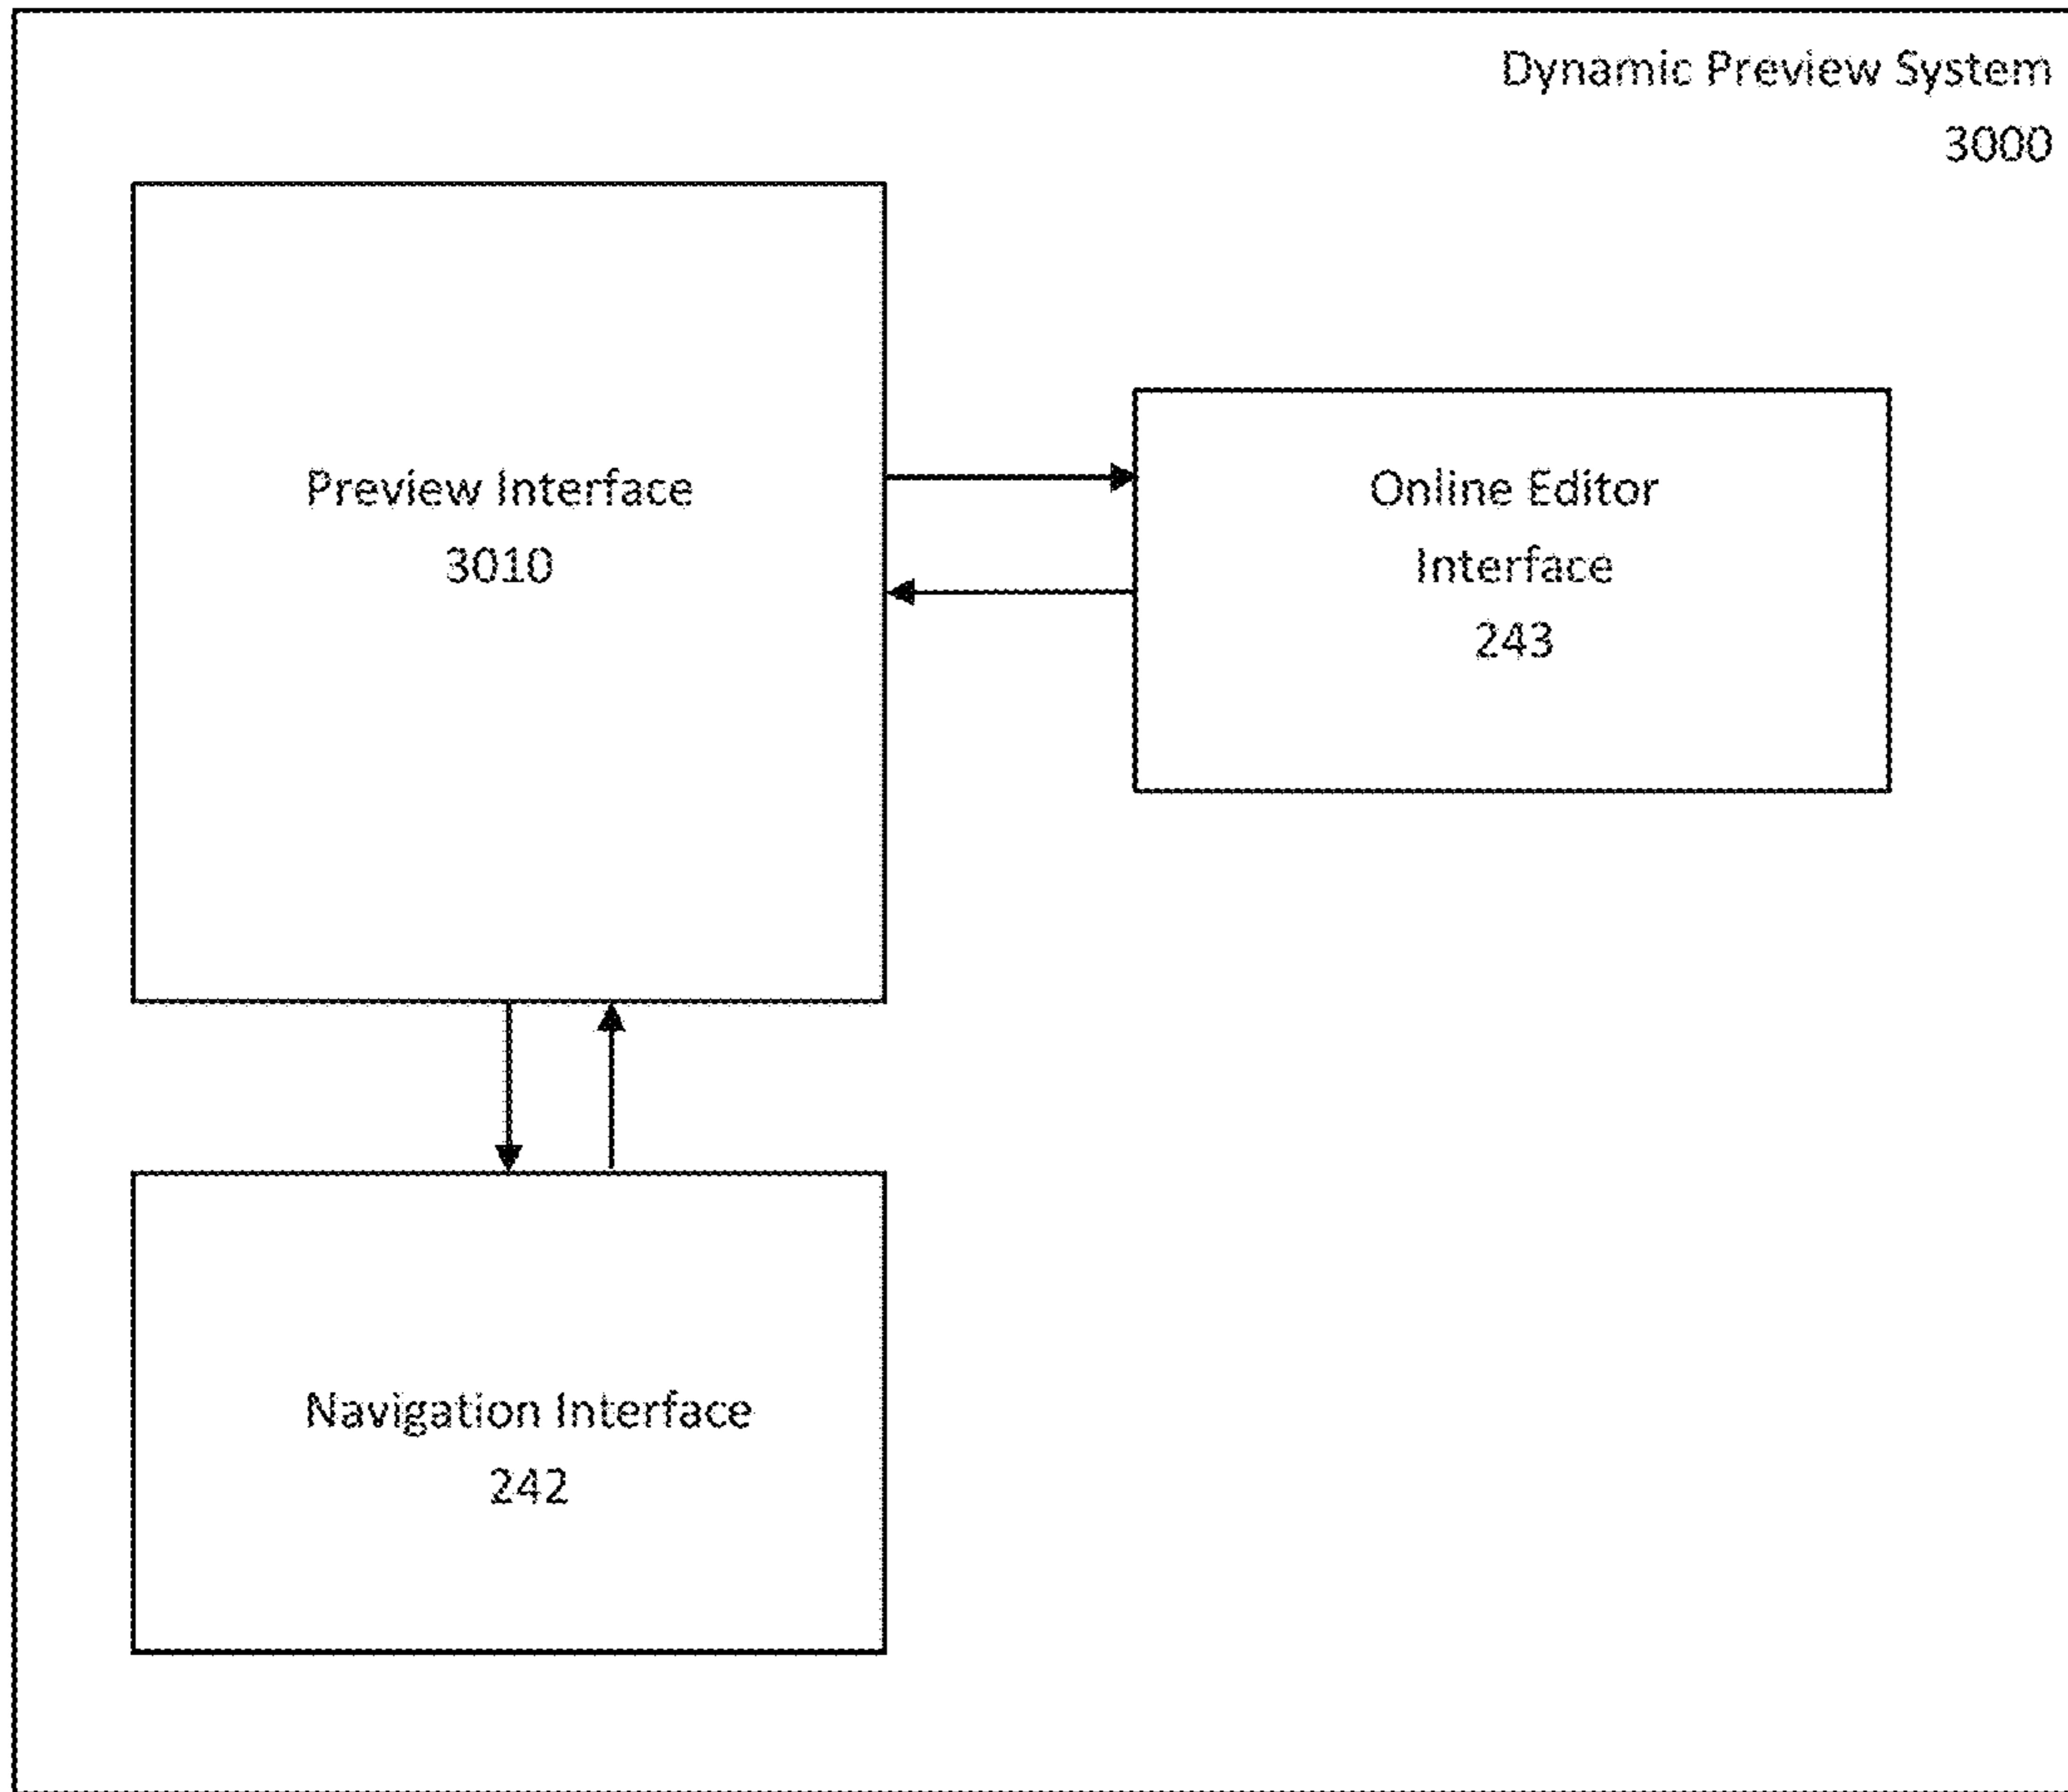 Dynamic Preview System
3000
Preview Interface
3010
Online Editor
Interface
243
Navigation Interface
242